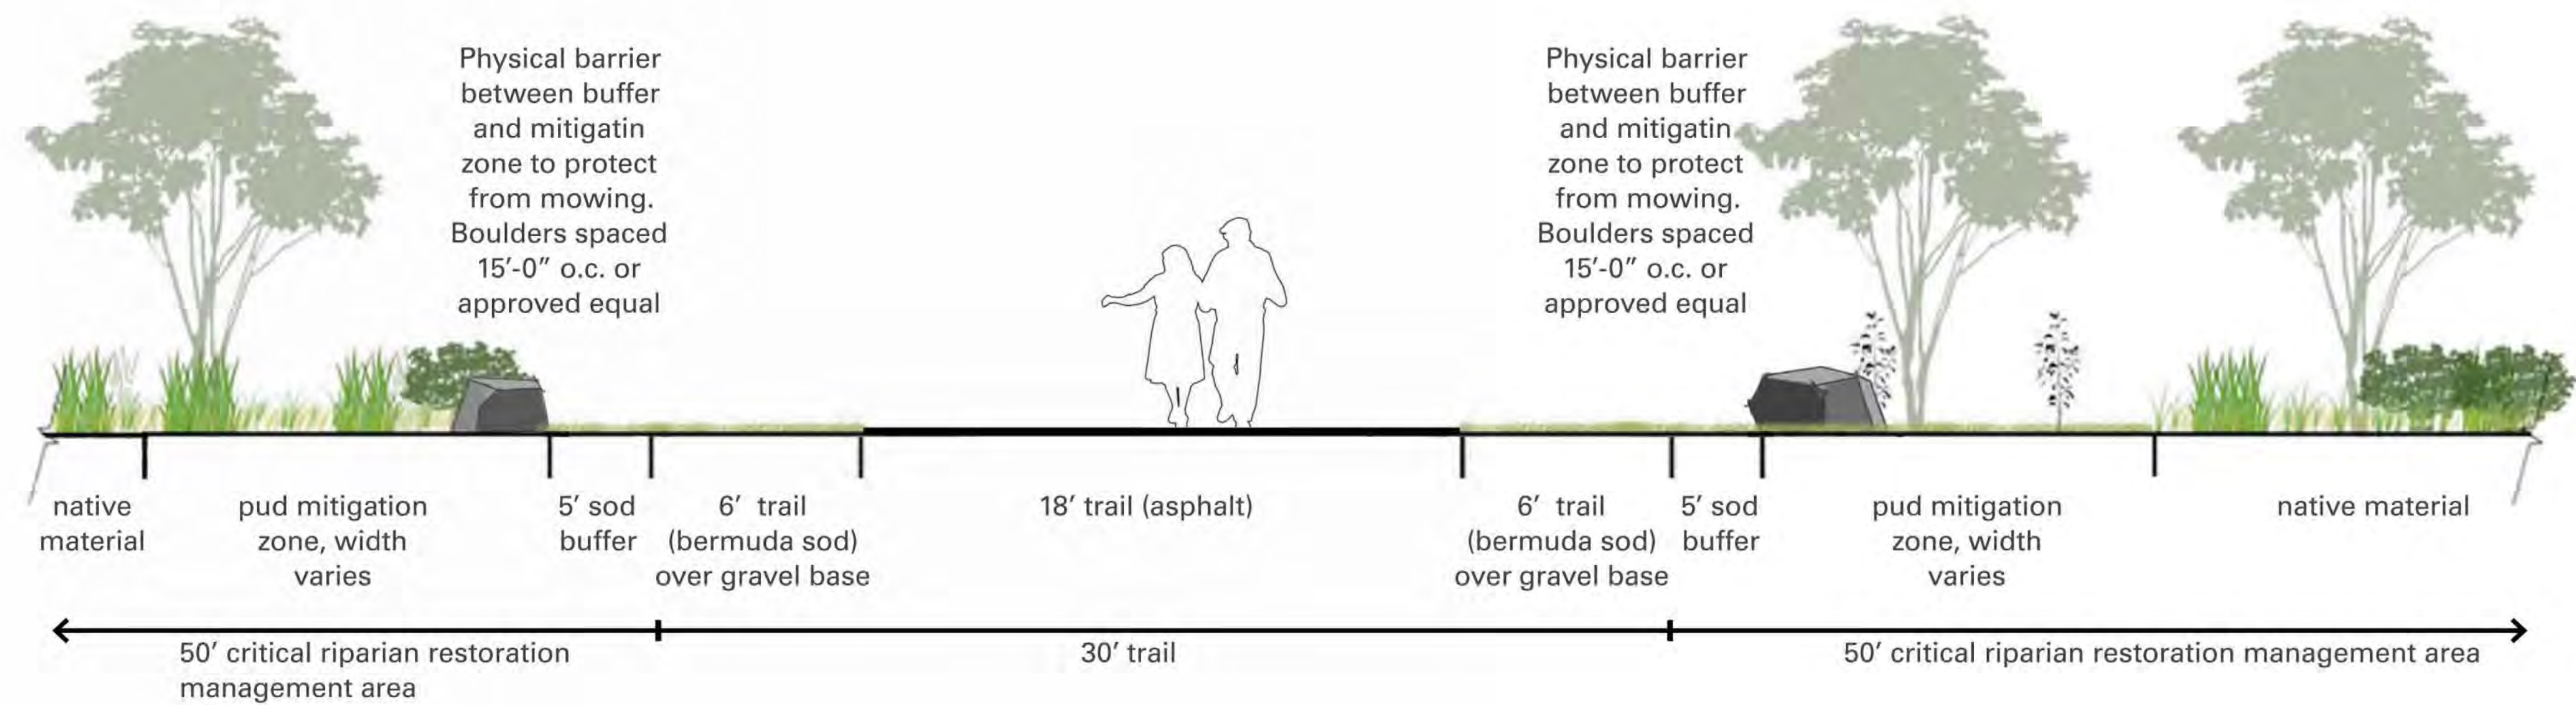 Physical barrier
between buffer
and mitigatin
zone to protect
from mowing.
Boulders spaced
15′-0″ o.c. or
approved equal
Physical barrier
between buffer
and mitigatin
zone to protect
from mowing.
Boulders spaced
15′-0″ o.c. or
approved equal
native
material
pud mitigation
zone, width
varies
5′ sod
buffer
6′ trail
(bermuda sod)
over gravel base
18′ trail (asphalt)
6′ trail
(bermuda sod)
over gravel base
5′ sod
buffer
pud mitigation
zone, width
varies
native material
50′ critical riparian restoration
management area
30′ trail
50′ critical riparian restoration management area